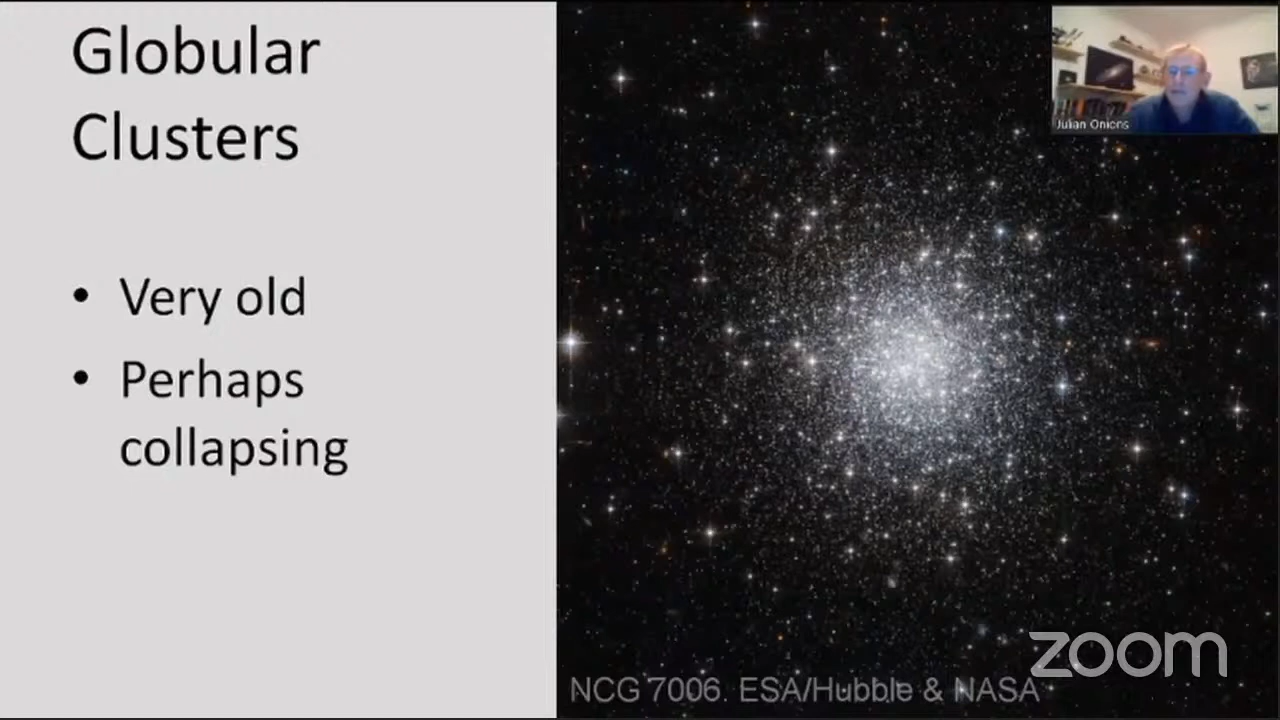 Globular
Clusters
• Very old
• Perhaps
collapsing
Julian Onions
zoom
NCG 7006. ESA/Hubble & NASA